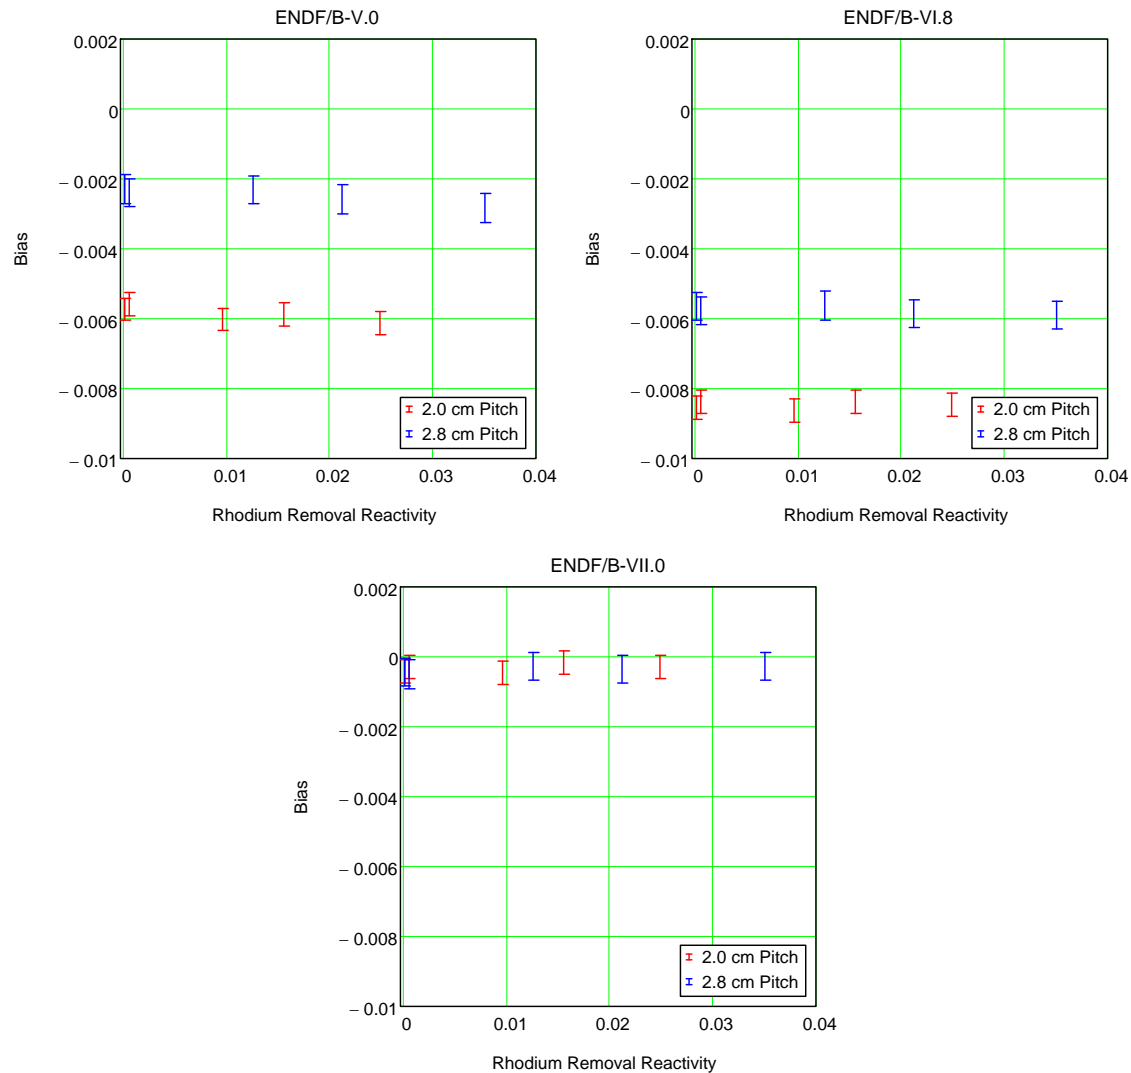 ENDF/B-V.0
0.002
0
− 0.002
− 0.004
− 0.006
− 0.008
− 0.01
Bias
2.0 cm Pitch
2.8 cm Pitch
0 0.01 0.02 0.03 0.04
Rhodium Removal Reactivity
ENDF/B-VI.8
0.002
0
− 0.002
− 0.004
− 0.006
− 0.008
− 0.01
Bias
2.0 cm Pitch
2.8 cm Pitch
0 0.01 0.02 0.03 0.04
Rhodium Removal Reactivity
ENDF/B-VII.0
0.002
0
− 0.002
− 0.004
− 0.006
− 0.008
− 0.01
Bias
2.0 cm Pitch
2.8 cm Pitch
0 0.01 0.02 0.03 0.04
Rhodium Removal Reactivity